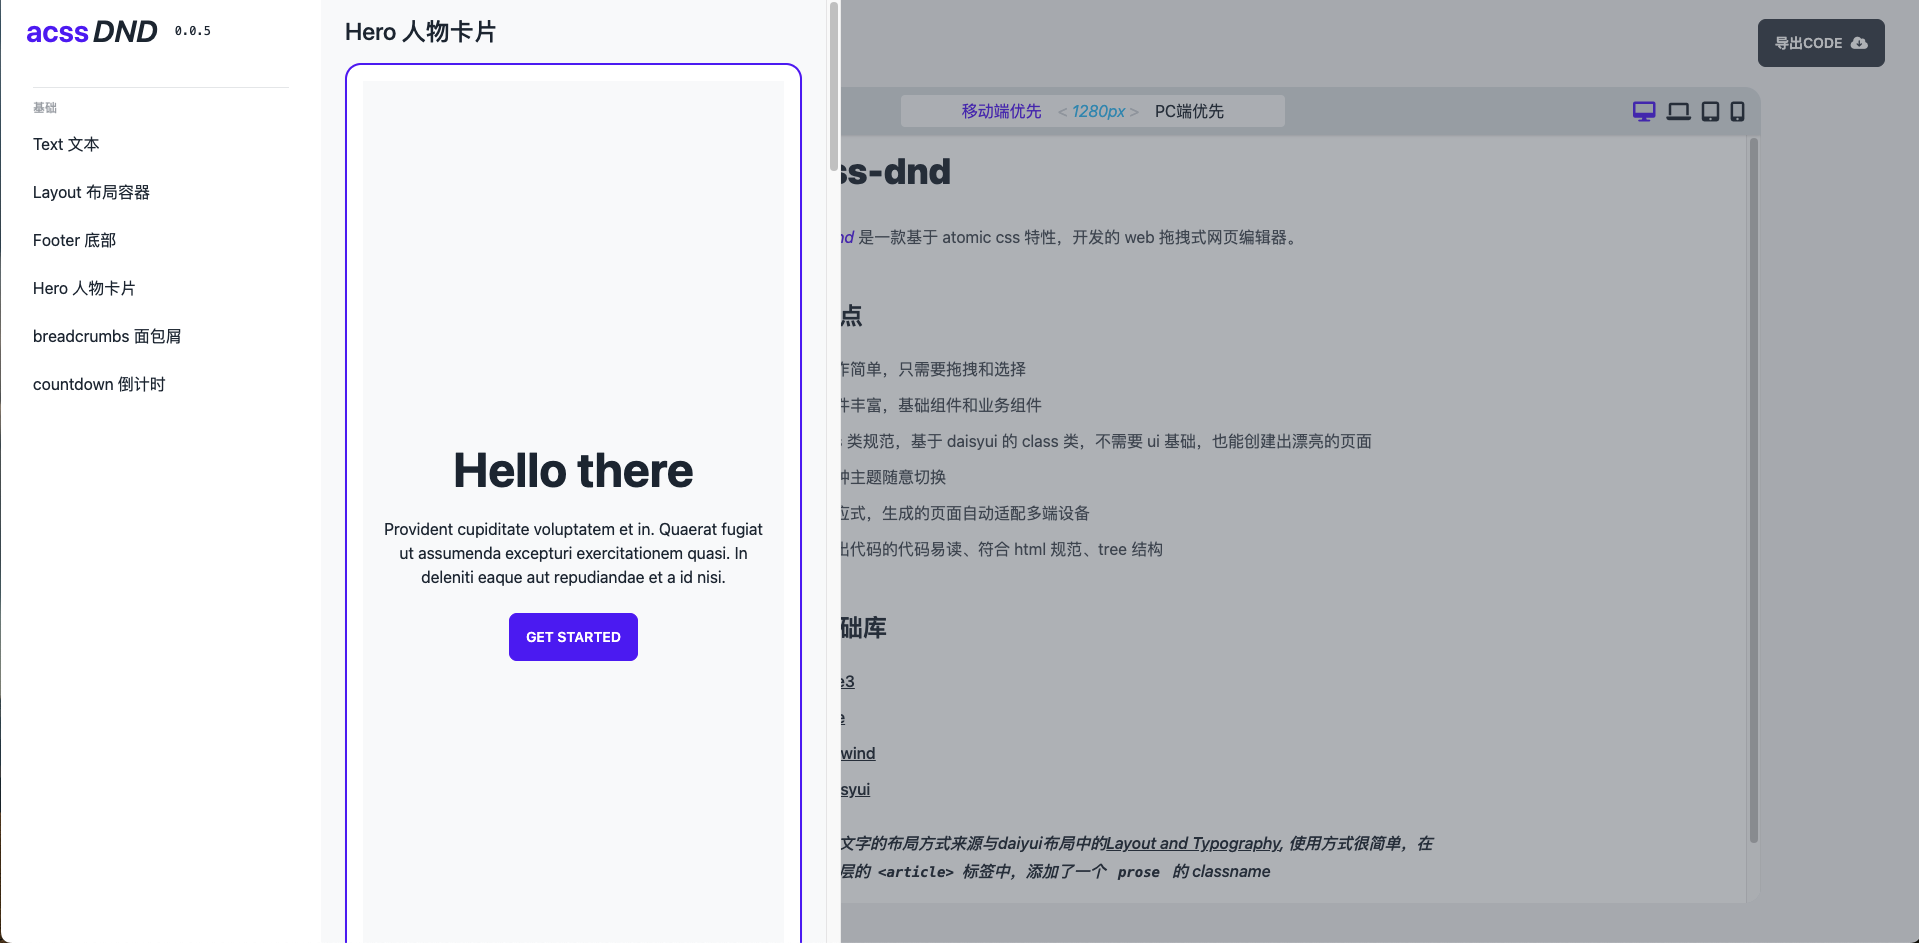 acss DND 0.0.5
基础
Text 文本
Layout 布局容器
Footer 底部
Hero 人物卡片
breadcrumbs 面包屑
countdown 倒计时
Hero 人物卡片
Hello there
Provident cupiditate voluptatem et in. Quaerat fugiat
ut assumenda excepturi exercitationem quasi. In
deleniti eaque aut repudiandae et a id nisi.
GET STARTED
导出CODE
移动端优先 < 1280px > PC端优先
ss-dnd
nd 是一款基于 atomic css 特性，开发的 web 拖拽式网页编辑器。
点
作简单，只需要拖拽和选择
件丰富，基础组件和业务组件
类规范，基于 daisyui 的 class 类，不需要 ui 基础，也能创建出漂亮的页面
种主题随意切换
应式，生成的页面自动适配多端设备
出代码的代码易读、符合 html 规范、tree 结构
础库
e3
e
wind
syui
文字的布局方式来源与daiyui布局中的Layout and Typography, 使用方式很简单，在
层的 <article> 标签中，添加了一个 prose 的 classname